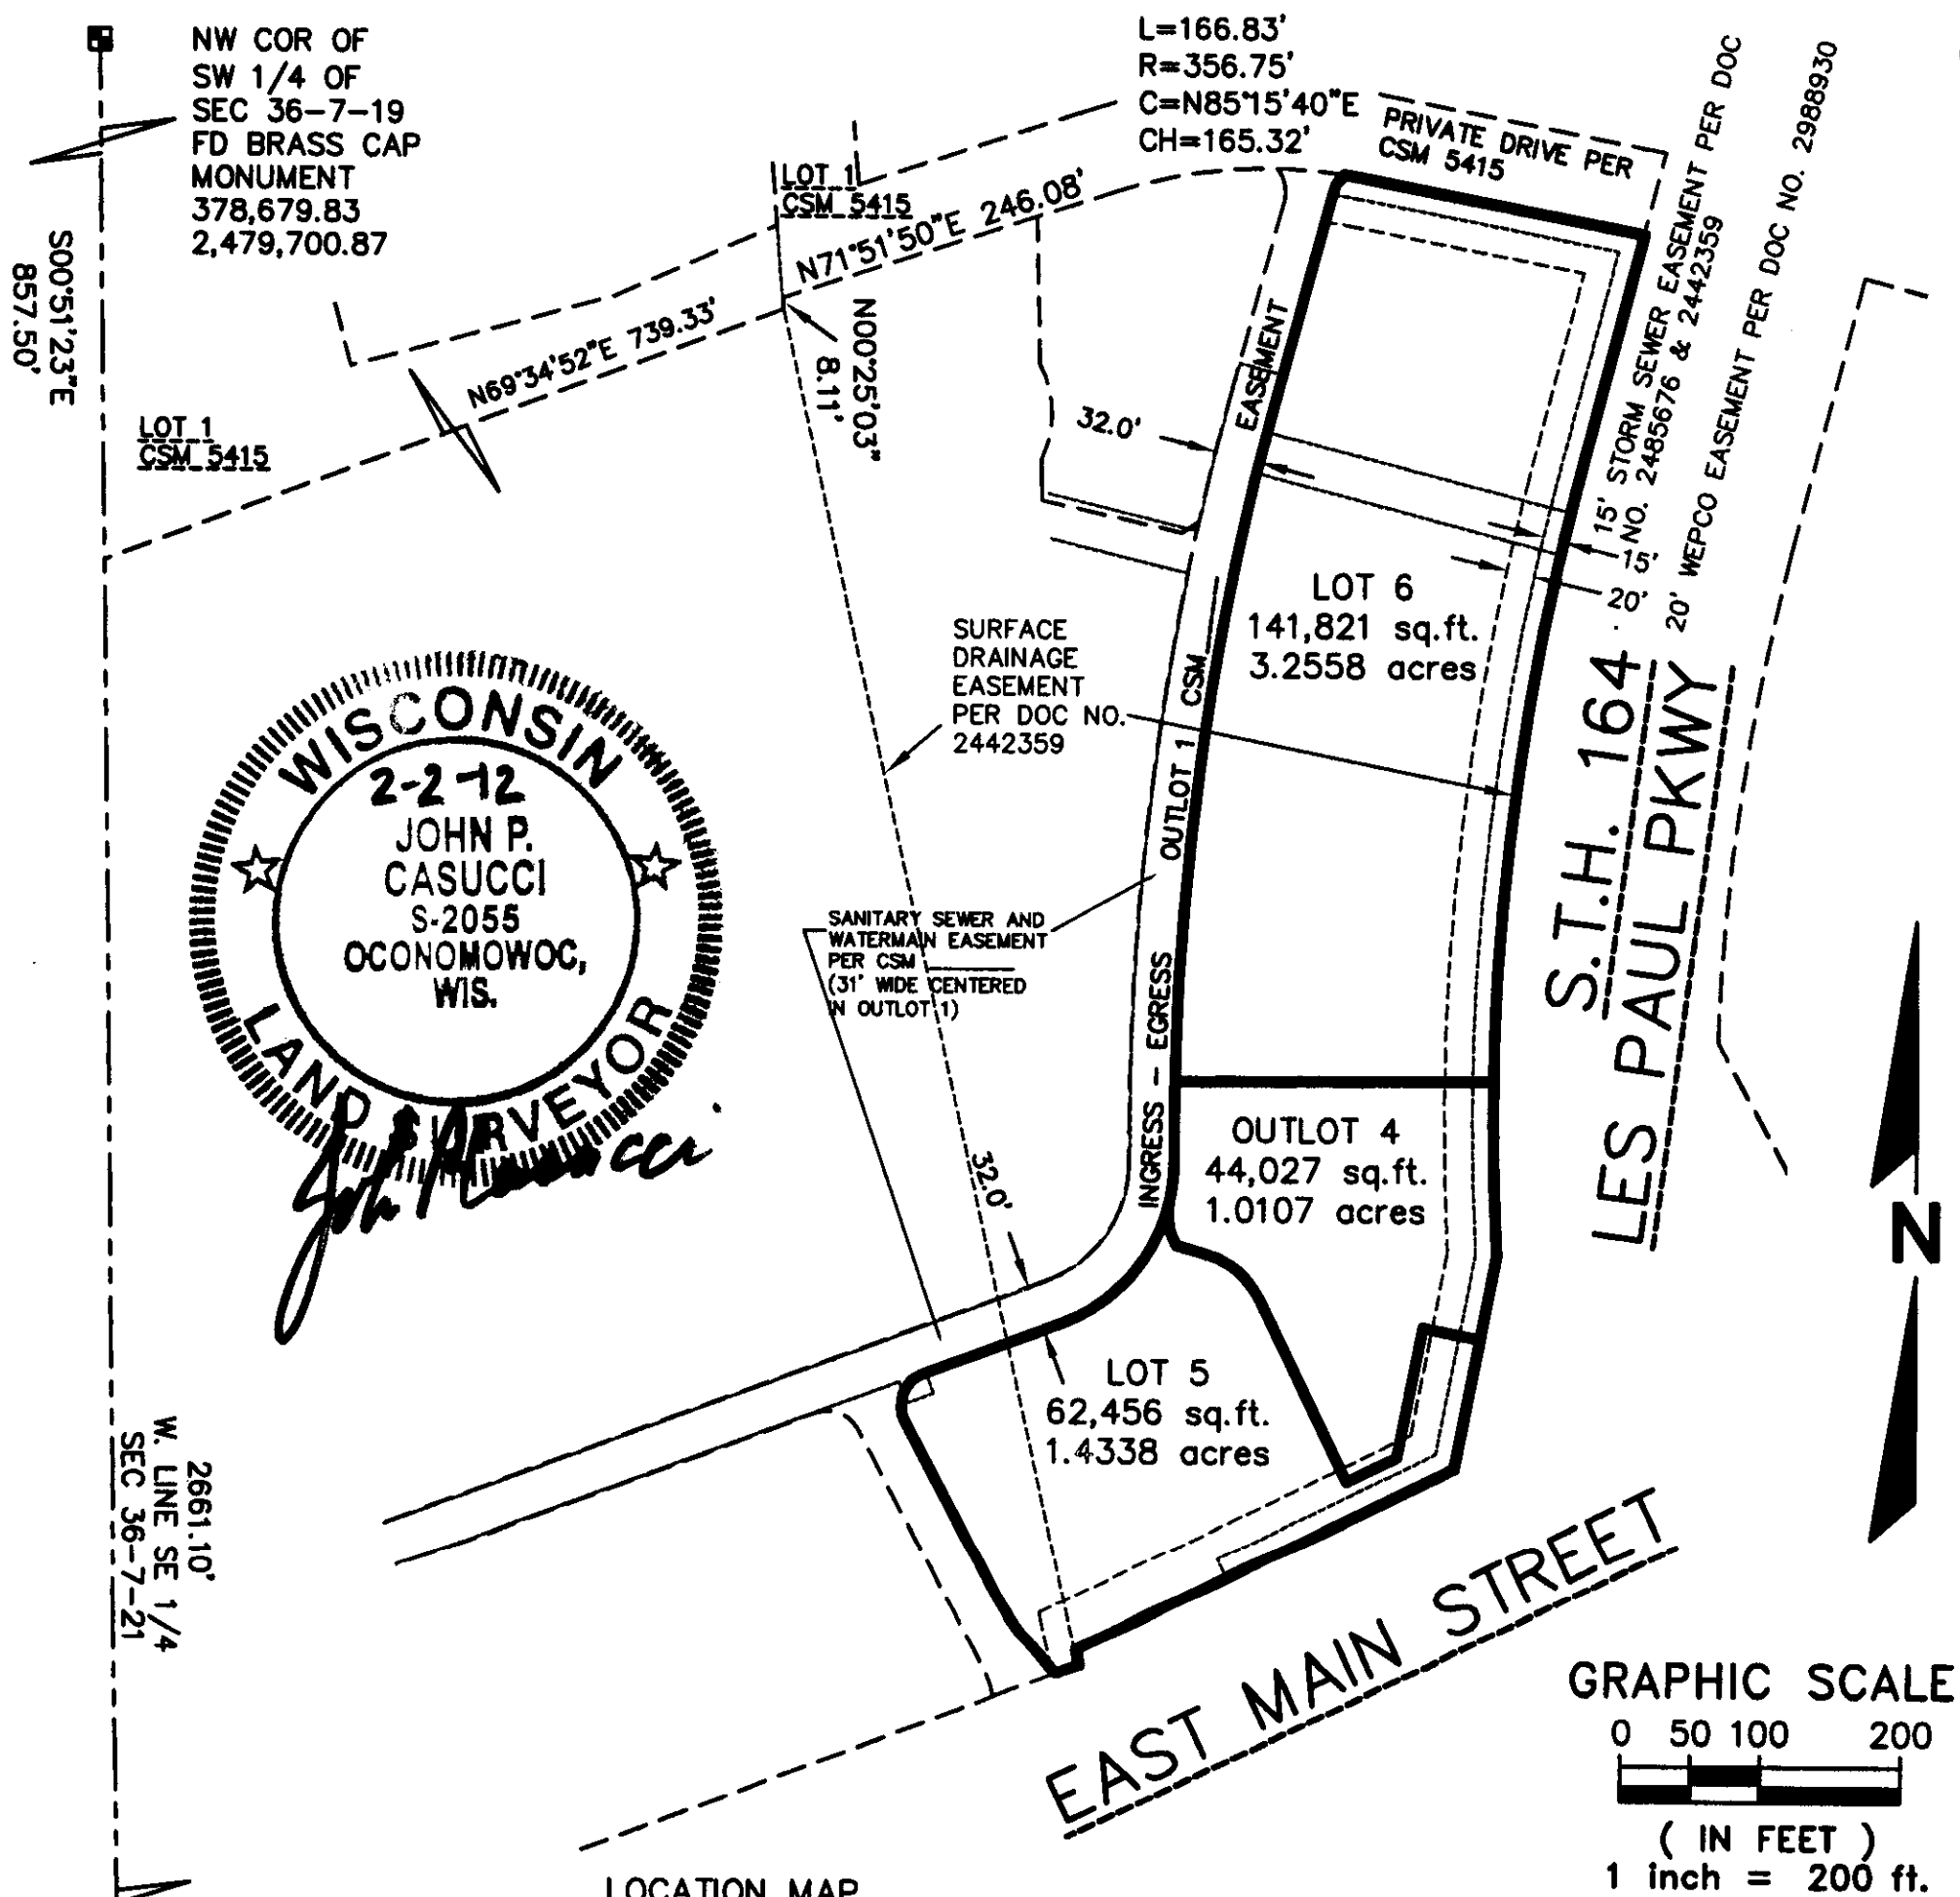 NW COR OF
SW 1/4 OF
SEC 36-7-19
FD BRASS CAP
MONUMENT
378,679.83
2,479,700.87
L=166.83'
R=356.75'
C=N85°15'40"E
CH=165.32'
PRIVATE DRIVE PER
CSM 5415
15' STORM SEWER EASEMENT PER DOC
NO. 2485676 & 2442359
20' WEPCO EASEMENT PER DOC NO. 2988930
LOT 1
CSM 5415
N71°51'50"E 246.08'
N69°34'52"E 739.33'
N00°25'03"
8.11'
S00°51'23"E
857.50'
LOT 1
CSM 5415
EASEMENT
32.0'
15'
20'
LOT 6
141,821 sq.ft.
3.2558 acres
SURFACE
DRAINAGE
EASEMENT
PER DOC NO.
2442359
OUTLOT 1 CSM
S.T.H. 164
LES PAUL PKWY
WISCONSIN
2-2-12
JOHN P.
CASUCCI
S-2055
OCONOMOWOC,
WIS.
LAND SURVEYOR
SANITARY SEWER AND
WATERMAIN EASEMENT
PER CSM
(31' WIDE CENTERED
IN OUTLOT 1)
INGRESS - EGRESS
OUTLOT 4
44,027 sq.ft.
1.0107 acres
32.0'
N
LOT 5
62,456 sq.ft.
1.4338 acres
2661.10'
W. LINE SE 1/4
SEC 36-7-21
EAST MAIN STREET
GRAPHIC SCALE
0 50 100 200
( IN FEET )
1 inch = 200 ft.
LOCATION MAP